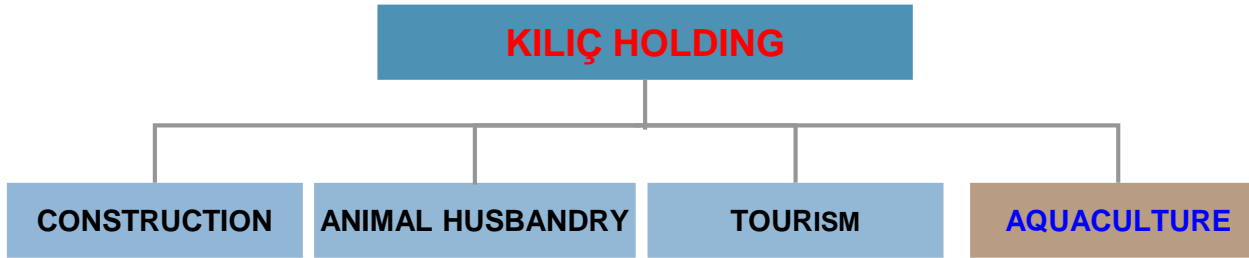 KILIÇ HOLDING
CONSTRUCTION
ANIMAL HUSBANDRY
TOURISM
AQUACULTURE